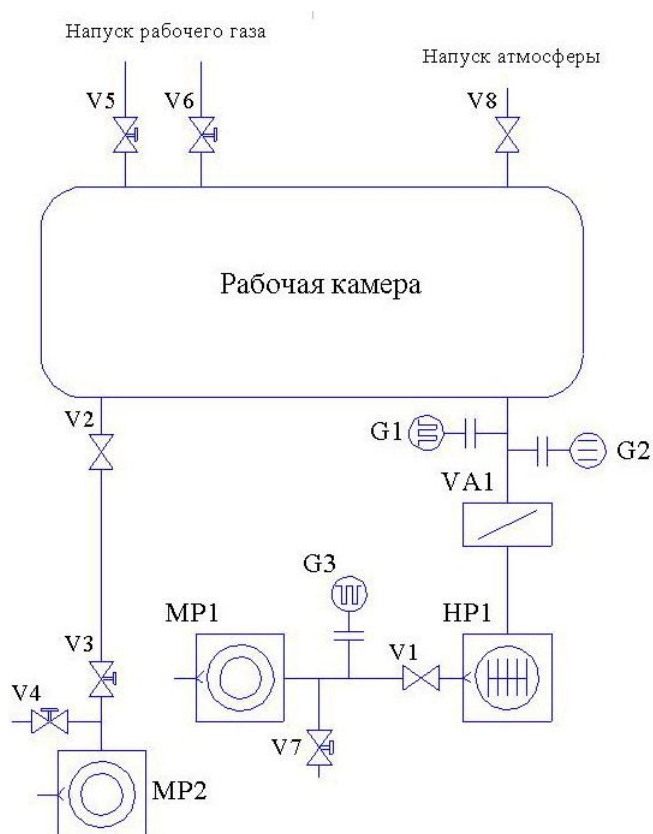 Напуск рабочего газа
Напуск атмосферы
V5
V6
V8
Рабочая камера
V2
G1
G2
VA1
G3
MP1
HP1
V1
V3
V4
V7
MP2